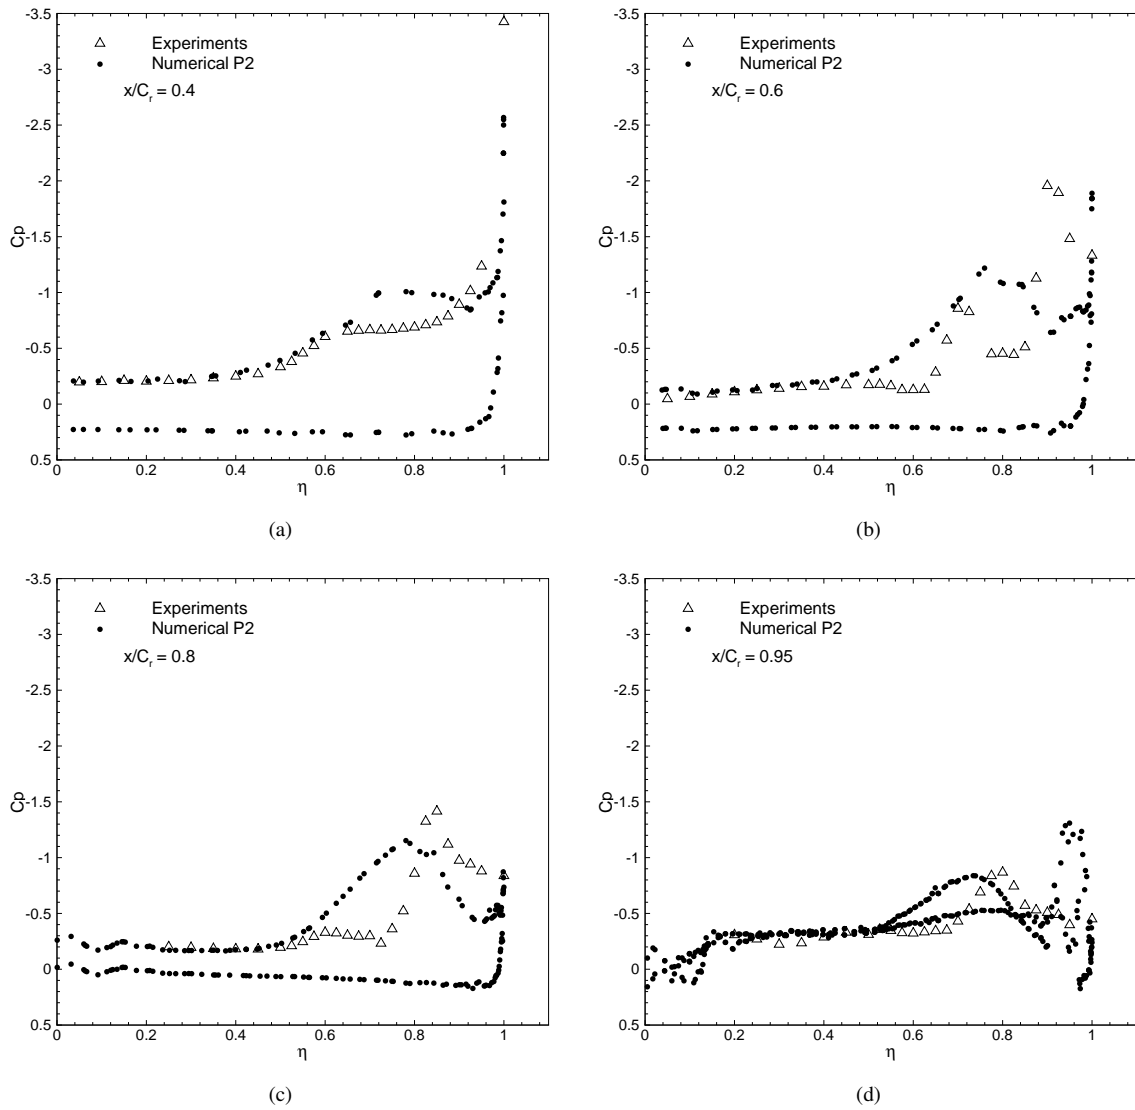 -3.5
-3
-2.5
-2
-1.5
-1
-0.5
0
0.5
Cp
Experiments
Numerical P2
x/Cr = 0.4
0 0.2 0.4 0.6 0.8 1
η
(a)
-3.5
-3
-2.5
-2
-1.5
-1
-0.5
0
0.5
Cp
Experiments
Numerical P2
x/Cr = 0.6
0 0.2 0.4 0.6 0.8 1
η
(b)
-3.5
-3
-2.5
-2
-1.5
-1
-0.5
0
0.5
Cp
Experiments
Numerical P2
x/Cr = 0.8
0 0.2 0.4 0.6 0.8 1
η
(c)
-3.5
-3
-2.5
-2
-1.5
-1
-0.5
0
0.5
Cp
Experiments
Numerical P2
x/Cr = 0.95
0 0.2 0.4 0.6 0.8 1
η
(d)